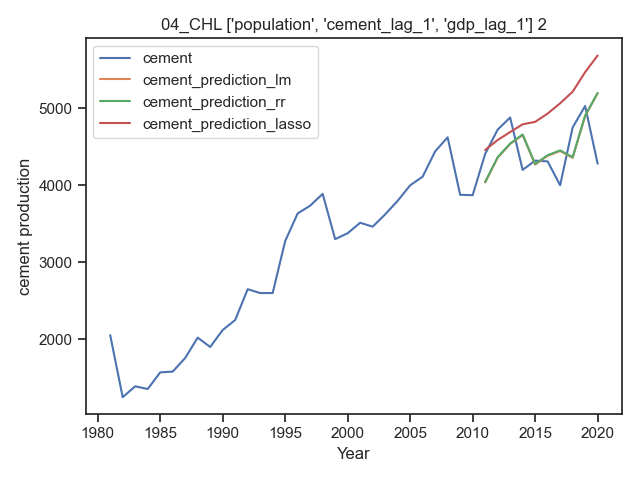 04_CHL ['population', 'cement_lag_1', 'gdp_lag_1'] 2
cement
cement_prediction_lm
cement_prediction_rr
cement_prediction_lasso
5000
4000
3000
2000
cement production
1980 1985 1990 1995 2000 2005 2010 2015 2020
Year